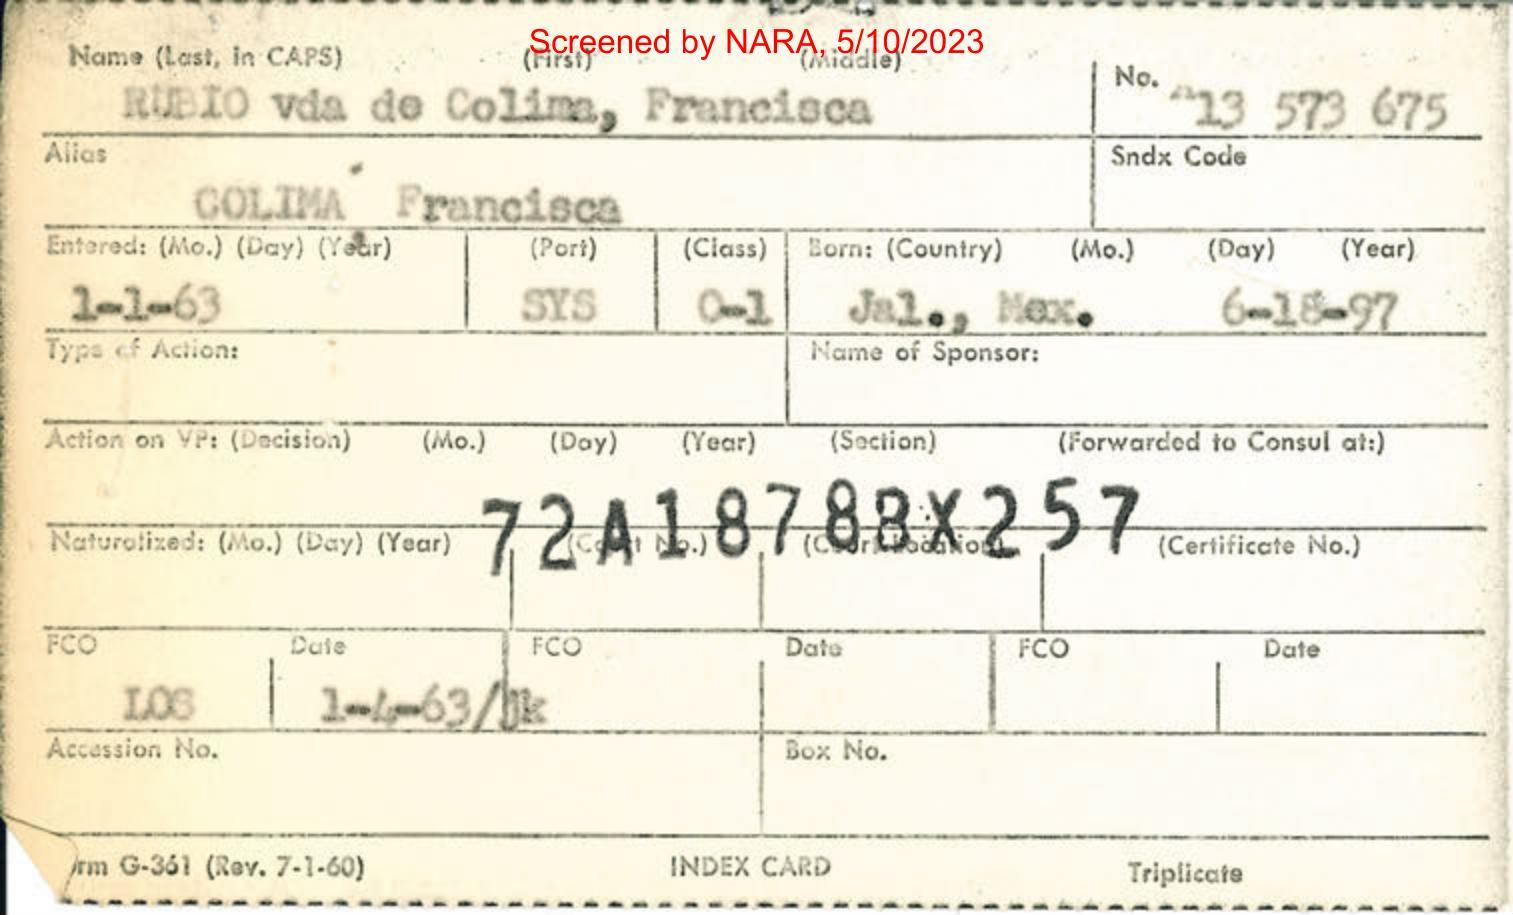 Screened by NARA, 5/10/2023
Name (Last, in CAPS) (First) (Middle)
No.
RUBIO vda de Colima, Francisca
A13 573 675
Alias
Sndx Code
COLIMA Francisca
Entered: (Mo.) (Day) (Year) (Port) (Class) Born: (Country) (Mo.) (Day) (Year)
1-1-63 SYS 0-1 Jal., Mex. 6-18-97
Type of Action: Name of Sponsor:
Action on VP: (Decision) (Mo.) (Day) (Year) (Section) (Forwarded to Consul at:)
72A1878BX257
Naturalized: (Mo.) (Day) (Year) (Court No.) (Court Location) (Certificate No.)
FCO Date FCO Date FCO Date
LOS 1-4-63/jk
Accession No. Box No.
rm G-361 (Rev. 7-1-60) INDEX CARD Triplicate